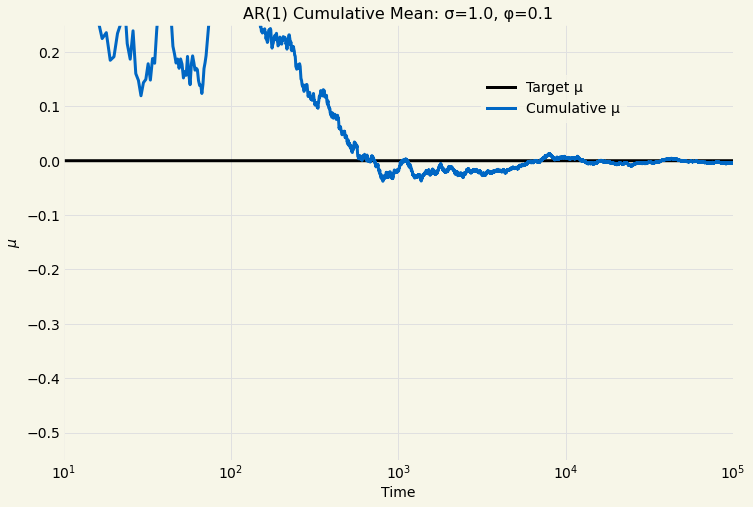 AR(1) Cumulative Mean: σ=1.0, φ=0.1
0.2
0.1
0.0
−0.1
−0.2
−0.3
−0.4
−0.5
μ
Target μ
Cumulative μ
10¹
10²
10³
10⁴
10⁵
Time